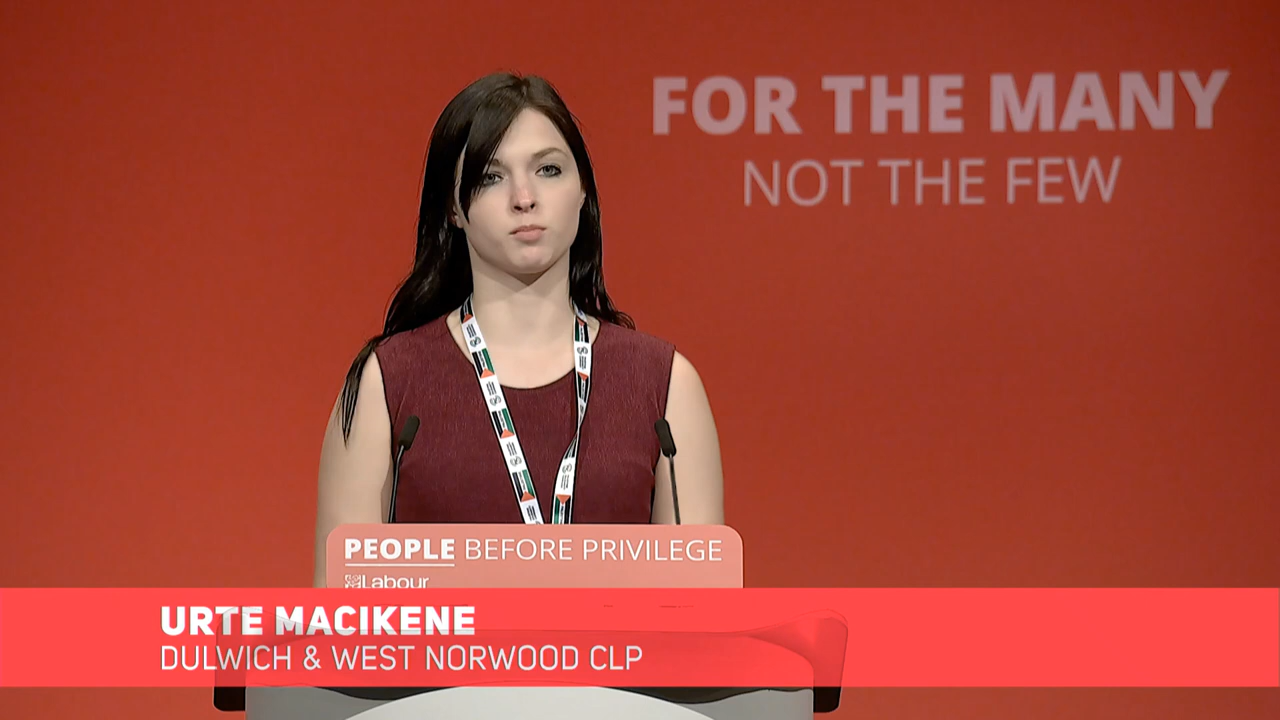 FOR THE MANY
NOT THE FEW
PEOPLE BEFORE PRIVILEGE
Labour
URTE MACIKENE
DULWICH & WEST NORWOOD CLP